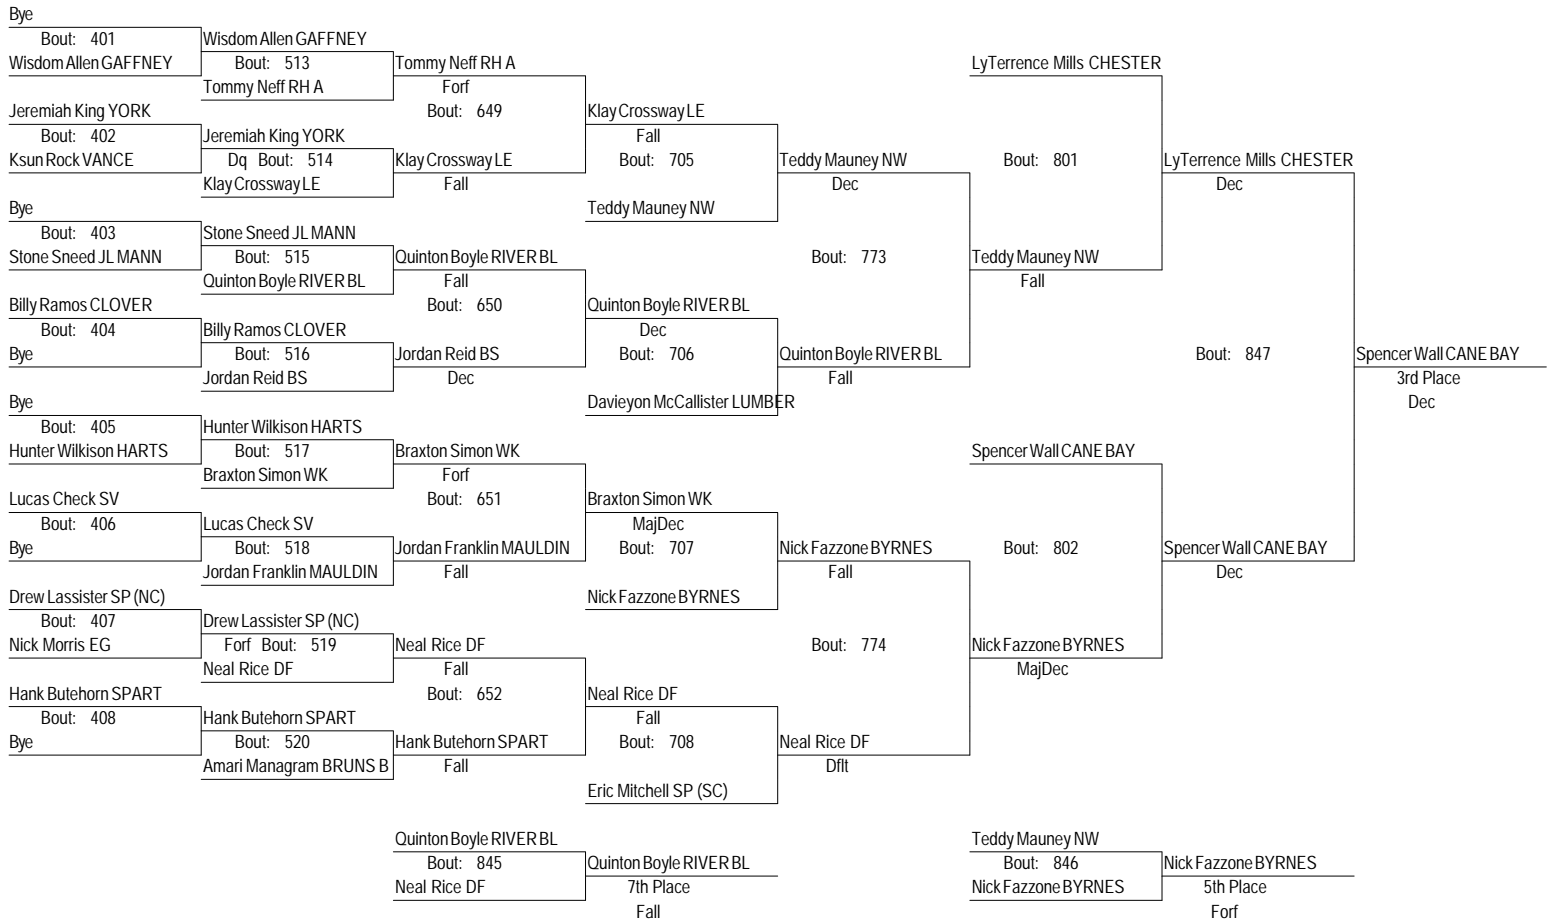 Bye
Bout: 401
Wisdom Allen GAFFNEY
Jeremiah King YORK
Bout: 402
Ksun Rock VANCE
Bye
Bout: 403
Stone Sneed JL MANN
Billy Ramos CLOVER
Bout: 404
Bye
Bye
Bout: 405
Hunter Wilkison HARTS
Lucas Check SV
Bout: 406
Bye
Drew Lassister SP (NC)
Bout: 407
Nick Morris EG
Hank Butehorn SPART
Bout: 408
Bye
Wisdom Allen GAFFNEY
Bout: 513
Tommy Neff RH A
Jeremiah King YORK
Dq Bout: 514
Klay Crossway LE
Stone Sneed JL MANN
Bout: 515
Quinton Boyle RIVER BL
Billy Ramos CLOVER
Bout: 516
Jordan Reid BS
Hunter Wilkison HARTS
Bout: 517
Braxton Simon WK
Lucas Check SV
Bout: 518
Jordan Franklin MAULDIN
Drew Lassister SP (NC)
Forf Bout: 519
Neal Rice DF
Hank Butehorn SPART
Bout: 520
Amari Managram BRUNS B
Tommy Neff RH A
Forf
Bout: 649
Klay Crossway LE
Fall
Quinton Boyle RIVER BL
Fall
Bout: 650
Jordan Reid BS
Dec
Braxton Simon WK
Forf
Bout: 651
Jordan Franklin MAULDIN
Fall
Neal Rice DF
Fall
Bout: 652
Hank Butehorn SPART
Fall
Klay Crossway LE
Fall
Bout: 705
Teddy Mauney NW
Quinton Boyle RIVER BL
Dec
Bout: 706
Davieyon McCallister LUMBER
Braxton Simon WK
MajDec
Bout: 707
Nick Fazzone BYRNES
Neal Rice DF
Fall
Bout: 708
Eric Mitchell SP (SC)
Teddy Mauney NW
Dec
Bout: 773
Quinton Boyle RIVER BL
Fall
Nick Fazzone BYRNES
Fall
Bout: 774
Neal Rice DF
Dflt
LyTerrence Mills CHESTER
Bout: 801
Teddy Mauney NW
Fall
Spencer Wall CANE BAY
Bout: 802
Nick Fazzone BYRNES
MajDec
LyTerrence Mills CHESTER
Dec
Bout: 847
Spencer Wall CANE BAY
Dec
Spencer Wall CANE BAY
3rd Place
Dec
Quinton Boyle RIVER BL
Bout: 845
Neal Rice DF
Quinton Boyle RIVER BL
7th Place
Fall
Teddy Mauney NW
Bout: 846
Nick Fazzone BYRNES
Nick Fazzone BYRNES
5th Place
Forf